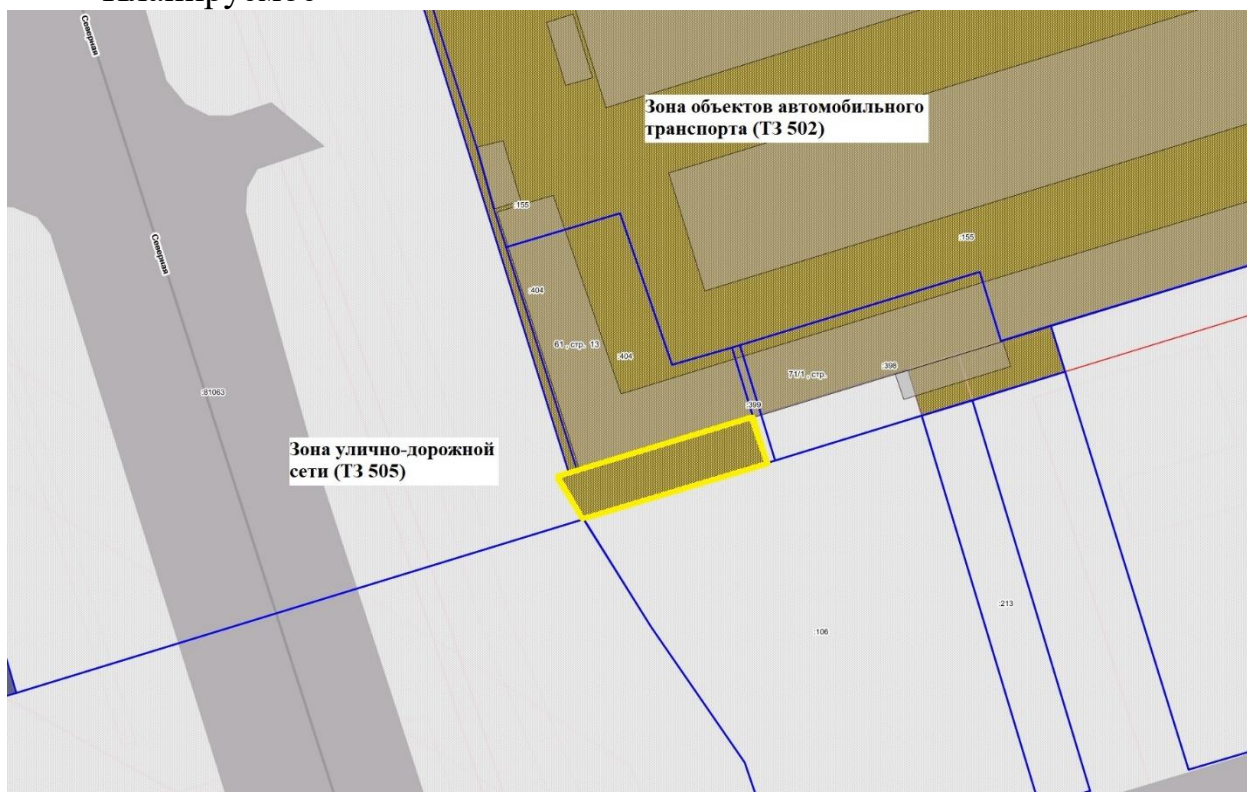 Планируемое
Северная
Зона объектов автомобильного
транспорта (ТЗ 502)
:155
Северная
:155
:404
61 , стр. 13
:404
71/1 , стр.
:398
:81063
:399
Зона улично-дорожной
сети (ТЗ 505)
:213
:106